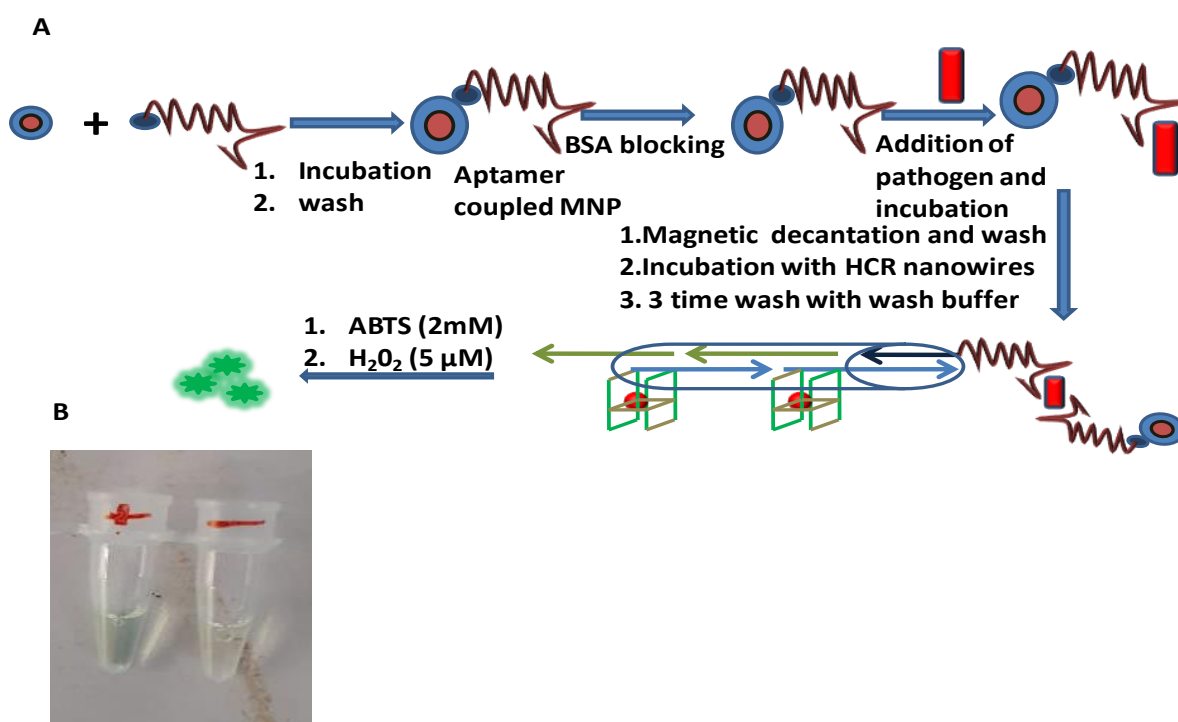 A
+
1. Incubation
2. wash
Aptamer
coupled MNP
BSA blocking
Addition of
pathogen and
incubation
1.Magnetic decantation and wash
2.Incubation with HCR nanowires
3. 3 time wash with wash buffer
1. ABTS (2mM)
2. H₂0₂ (5 µM)
B
+ -